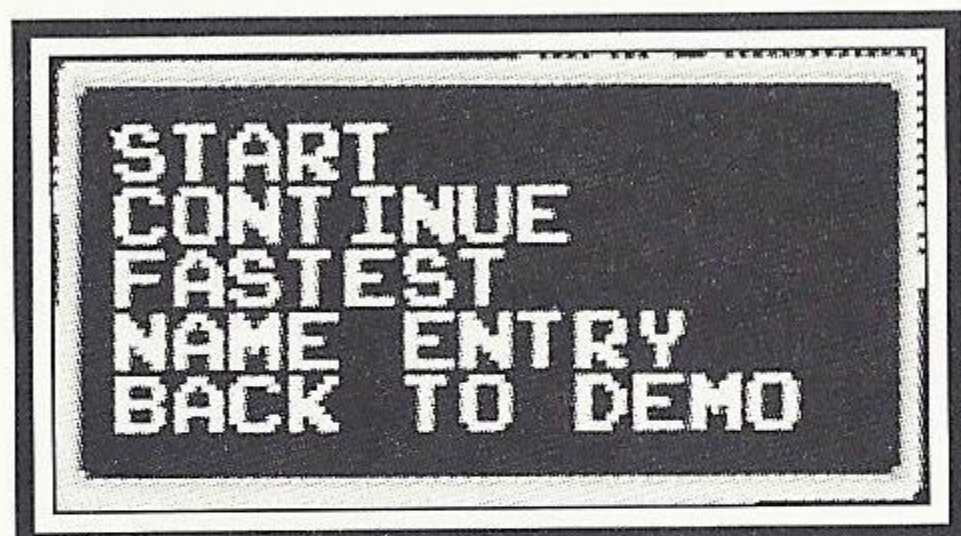 START
CONTINUE
FASTEST
NAME ENTRY
BACK TO DEMO